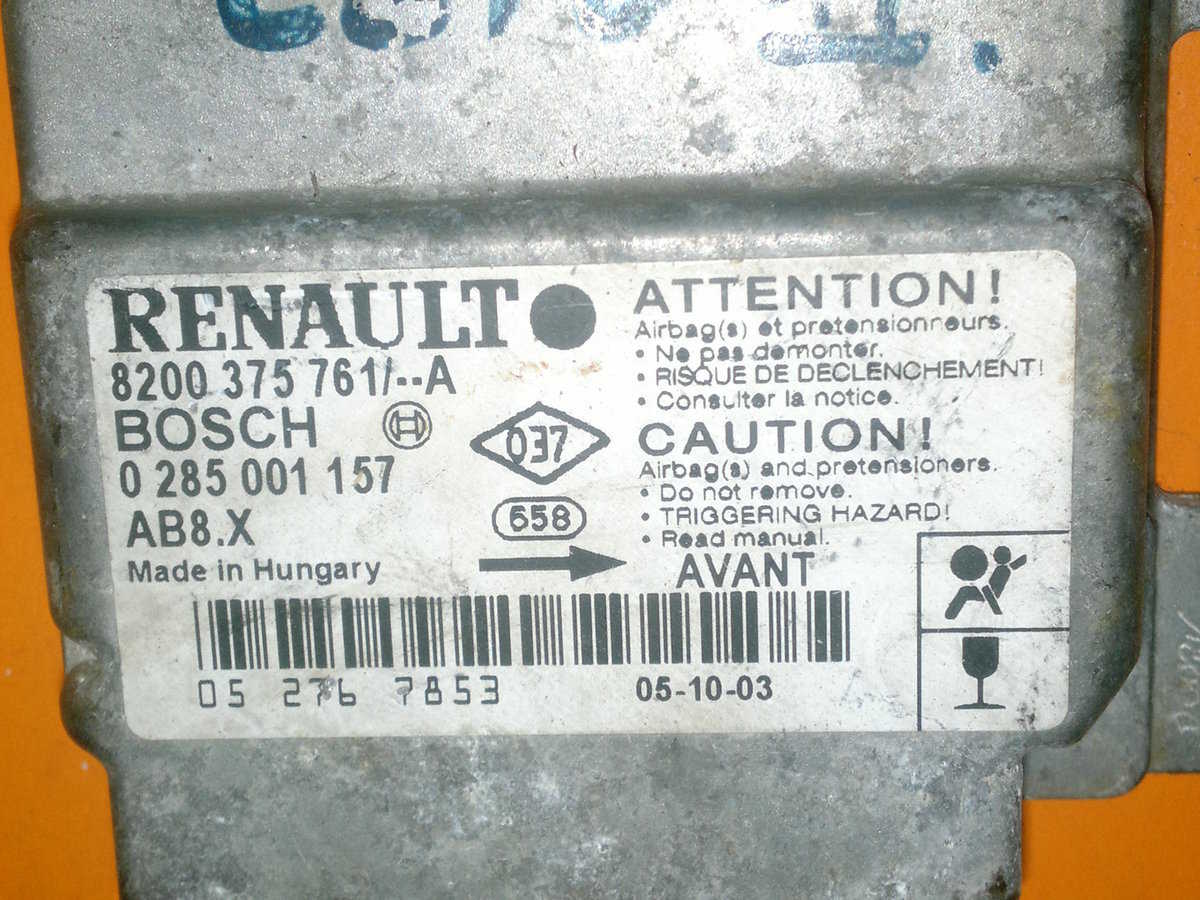 RENAULT
8200 375 761/--A
BOSCH
0 285 001 157
AB8.X
Made in Hungary
037
658
ATTENTION!
Airbag(s) et pretensionneurs.
• Ne pas demonter.
• RISQUE DE DECLENCHEMENT!
• Consulter la notice.
CAUTION!
Airbag(s) and pretensioners.
• Do not remove.
• TRIGGERING HAZARD!
• Read manual.
AVANT
05 276 7853
05-10-03